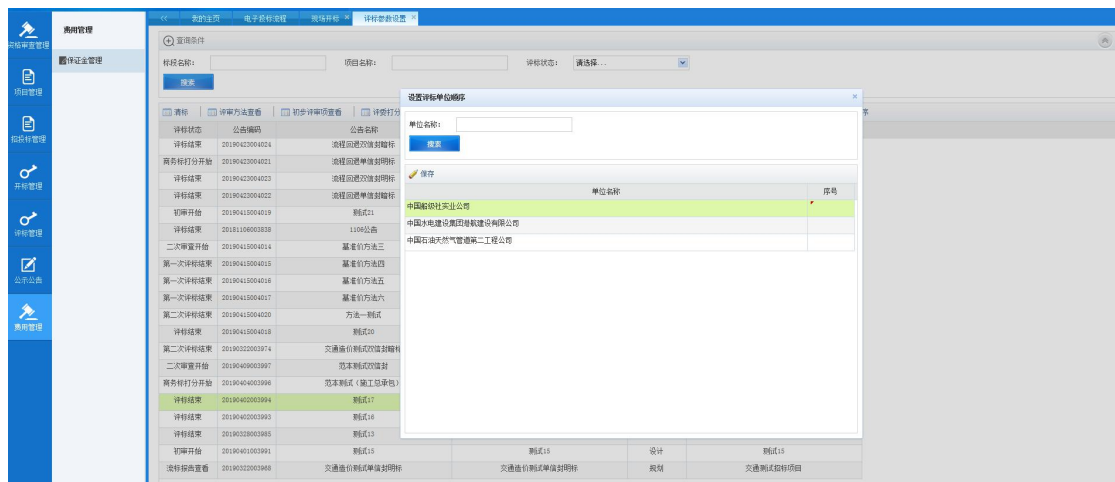 << 我的主页 电子投标流程 现场开标 × 评标参数设置 ×
资格审查管理
项目管理
招投标管理
开标管理
评标管理
公示公告
费用管理
费用管理
保证金管理
查询条件
标段名称: 项目名称: 评标状态: 请选择...
搜索
清标 评审方法查看 初步评审项查看 评委打分 序
评标状态 公告编码 公告名称
评标结束 20190423004024 流程回退双信封暗标
商务标打分开始 20190423004021 流程回退单信封明标
评标结束 20190423004023 流程回退双信封明标
评标结束 20190423004022 流程回退单信封暗标
初审开始 20190415004019 测试21
评标结束 20181106003838 1106公告
二次审查开始 20190415004014 基准价方法三
第一次评标结束 20190415004015 基准价方法四
第一次评标结束 20190415004016 基准价方法五
第一次评标结束 20190415004017 基准价方法六
第二次评标结束 20190415004020 方法一测试
评标结束 20190415004018 测试20
第二次评标结束 20190322003974 交通造价测试双信封暗标
二次审查开始 20190409003997 范本测试双信封
商务标打分开始 20190404003996 范本测试（施工总承包）
评标结束 20190402003994 测试17
评标结束 20190402003993 测试16
评标结束 20190328003985 测试13
初审开始 20190401003991 测试15 测试15 设计 测试15
流标报告查看 20190322003968 交通造价测试单信封明标 交通造价测试单信封明标 规划 交通测试招标项目
设置评标单位顺序 ×
单位名称:
搜索
保存
单位名称 序号
中国船级社实业公司
中国水电建设集团港航建设有限公司
中国石油天然气管道第二工程公司